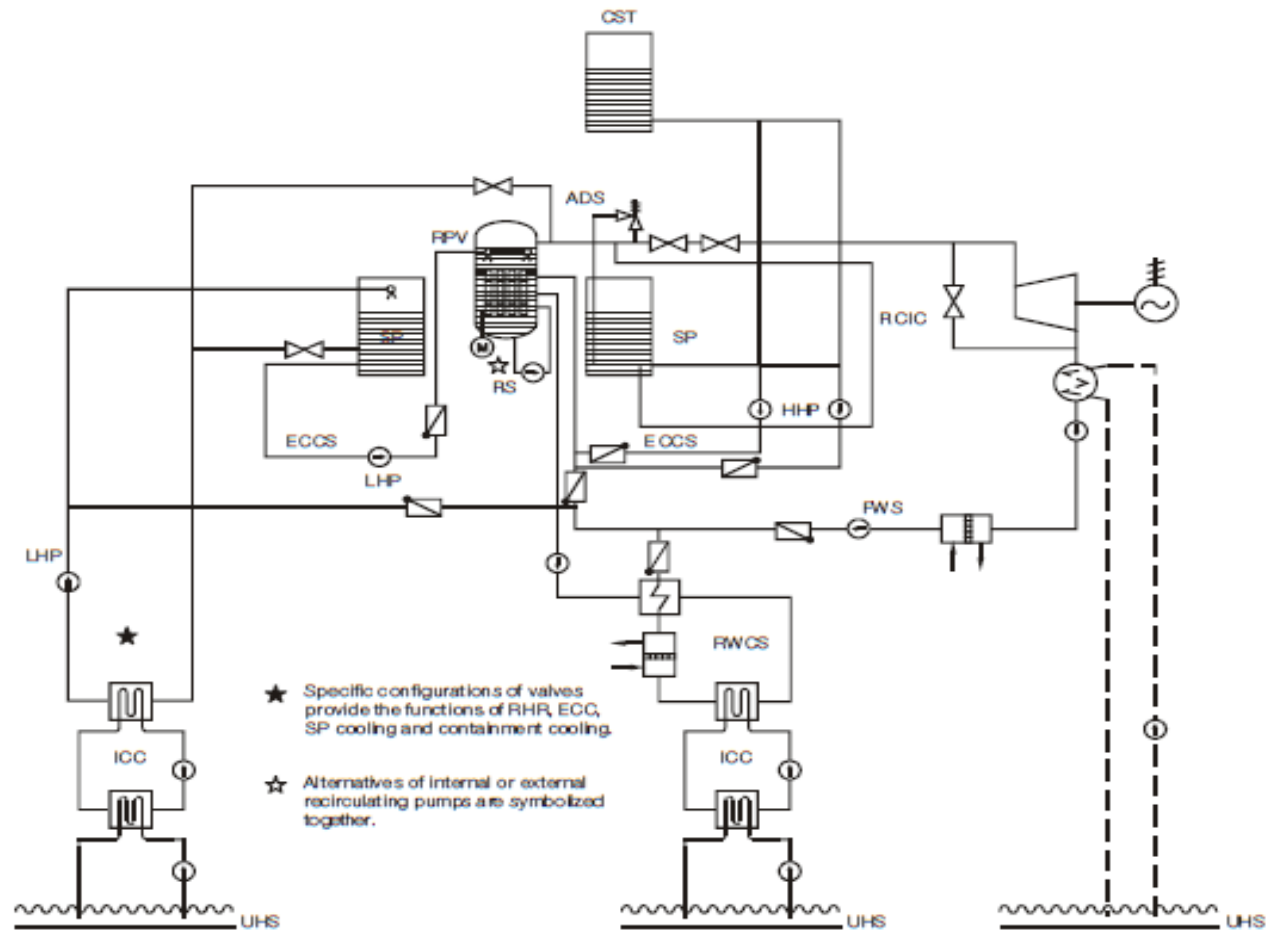 CST
ADS
RPV
SP
SP
RCIC
M
RS
HHP
ECCS
ECCS
LHP
FWS
LHP
RWCS
★ Specific configurations of valves
provide the functions of RHR, ECC,
SP cooling and containment cooling.
ICC
ICC
☆ Alternatives of internal or external
recirculating pumps are symbolized
together.
UHS
UHS
UHS